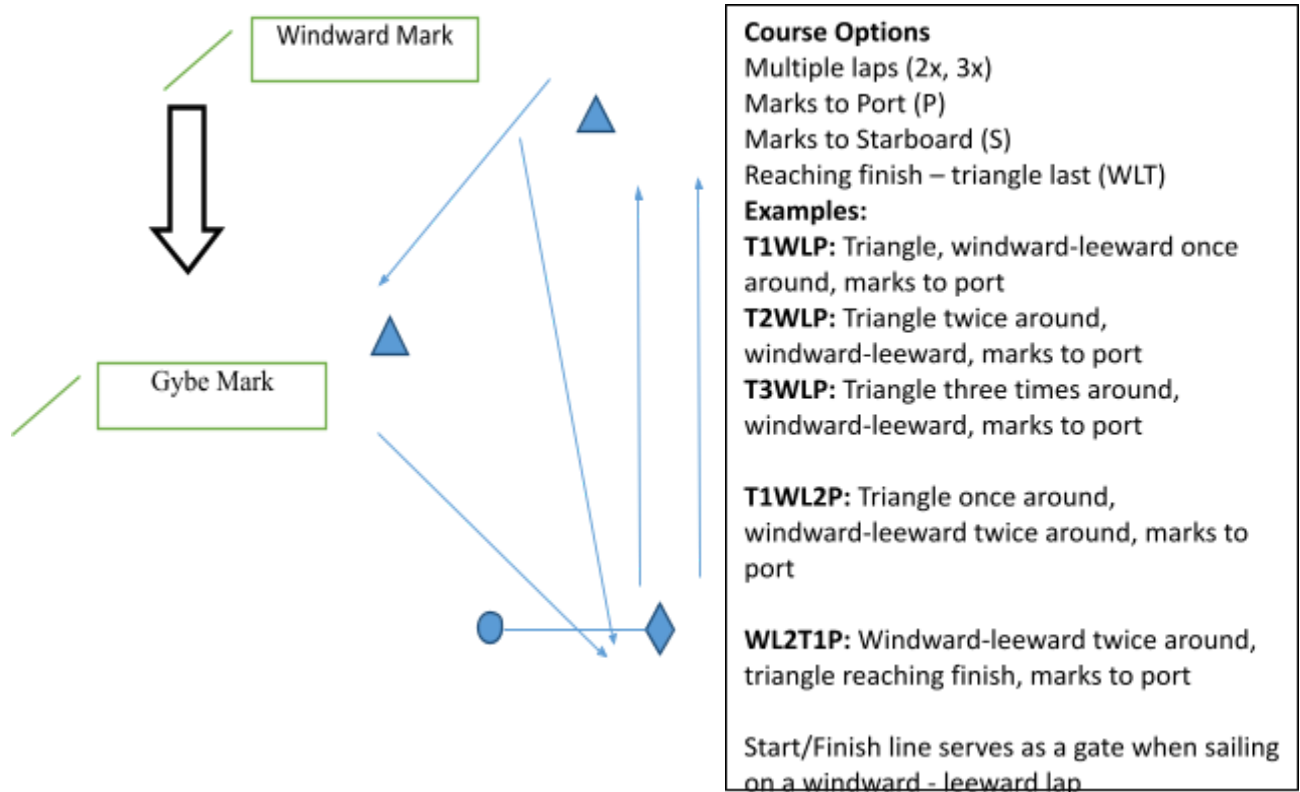 Windward Mark
Gybe Mark
Course Options
Multiple laps (2x, 3x)
Marks to Port (P)
Marks to Starboard (S)
Reaching finish – triangle last (WLT)
Examples:
T1WLP: Triangle, windward-leeward once
around, marks to port
T2WLP: Triangle twice around,
windward-leeward, marks to port
T3WLP: Triangle three times around,
windward-leeward, marks to port
T1WL2P: Triangle once around,
windward-leeward twice around, marks to
port
WL2T1P: Windward-leeward twice around,
triangle reaching finish, marks to port
Start/Finish line serves as a gate when sailing
on a windward - leeward lap